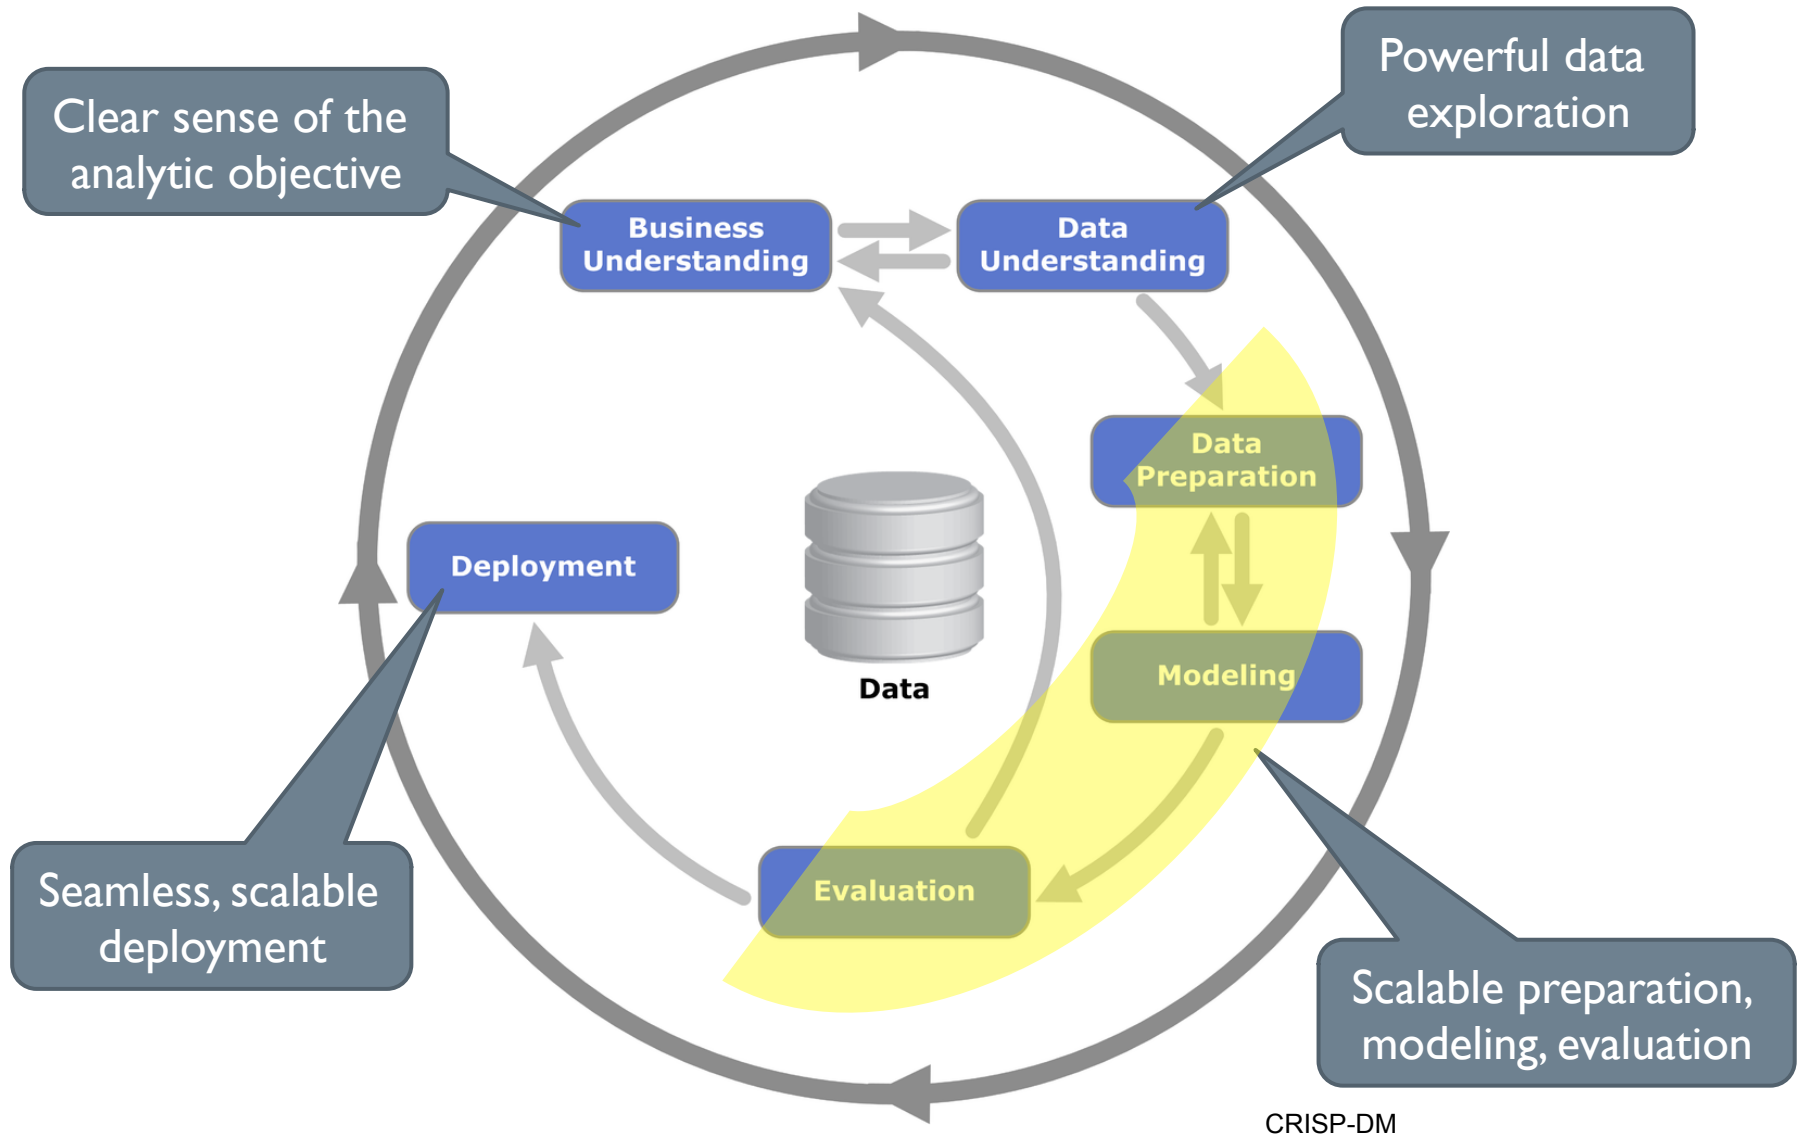 Powerful data
exploration
Clear sense of the
analytic objective
Business
Understanding
Data
Understanding
Data
Preparation
Deployment
Modeling
Data
Seamless, scalable
deployment
Evaluation
Scalable preparation,
modeling, evaluation
CRISP-DM